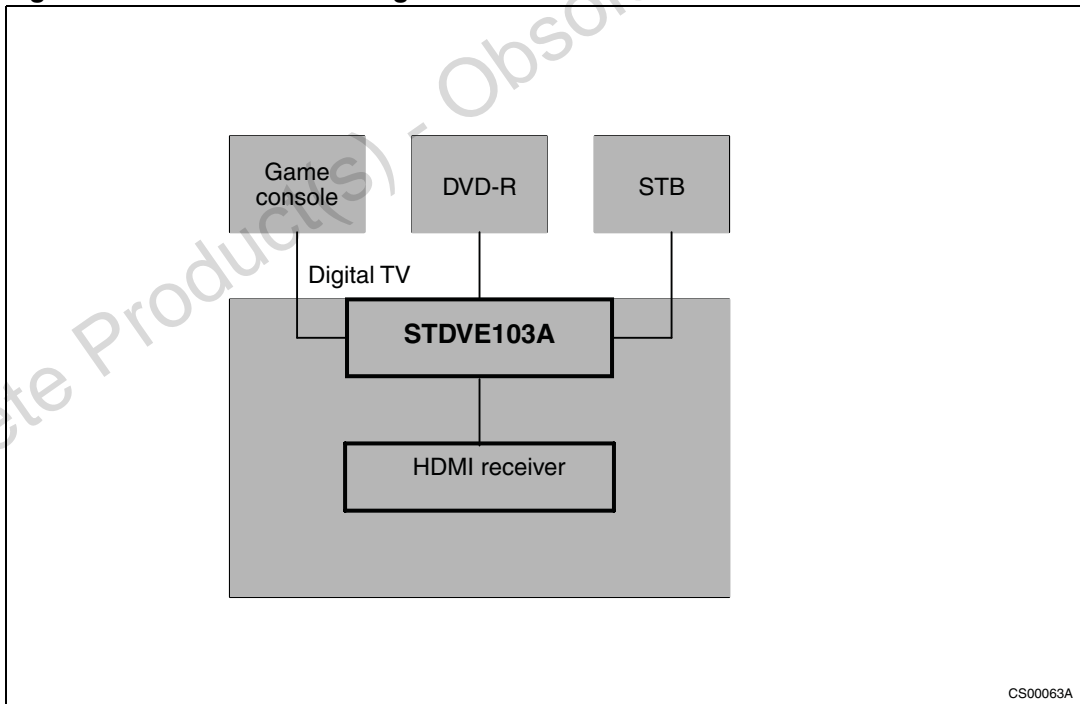 Game
console
DVD-R
STB
Digital TV
STDVE103A
HDMI receiver
CS00063A